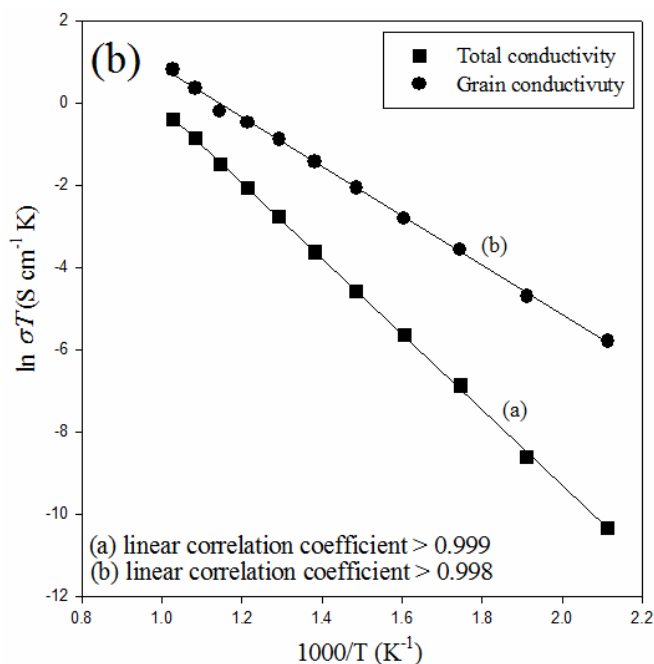 2
0
-2
-4
-6
-8
-10
-12
ln σT (S cm⁻¹ K)
(b)
Total conductivity
Grain conductivuty
(b)
(a)
(a) linear correlation coefficient > 0.999
(b) linear correlation coefficient > 0.998
0.8 1.0 1.2 1.4 1.6 1.8 2.0 2.2
1000/T (K⁻¹)